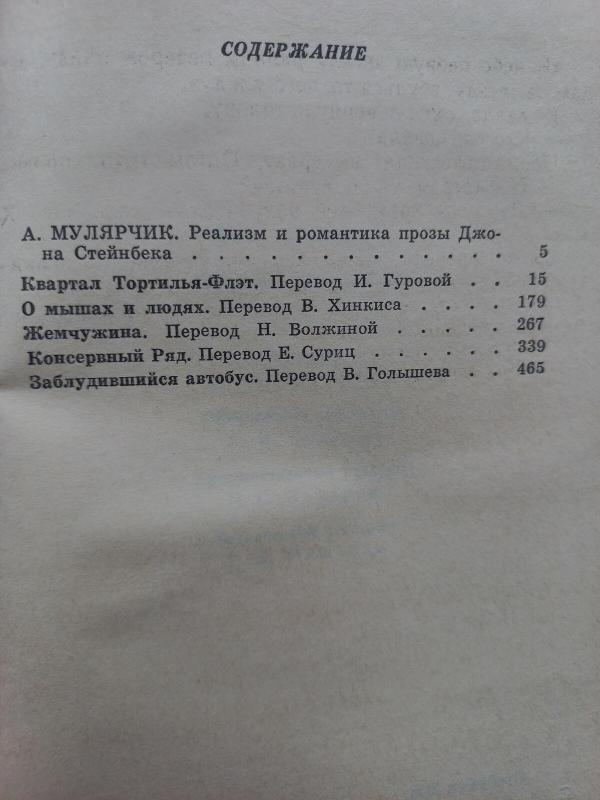 СОДЕРЖАНИЕ
А. МУЛЯРЧИК. Реализм и романтика прозы Джо-
на Стейнбека . . . . . . . . . . . . . 5
Квартал Тортилья-Флэт. Перевод И. Гуровой . . 15
О мышах и людях. Перевод В. Хинкиса . . . . 179
Жемчужина. Перевод Н. Волжиной . . . . . 267
Консервный Ряд. Перевод Е. Суриц . . . . . 339
Заблудившийся автобус. Перевод В. Голышева . . 465